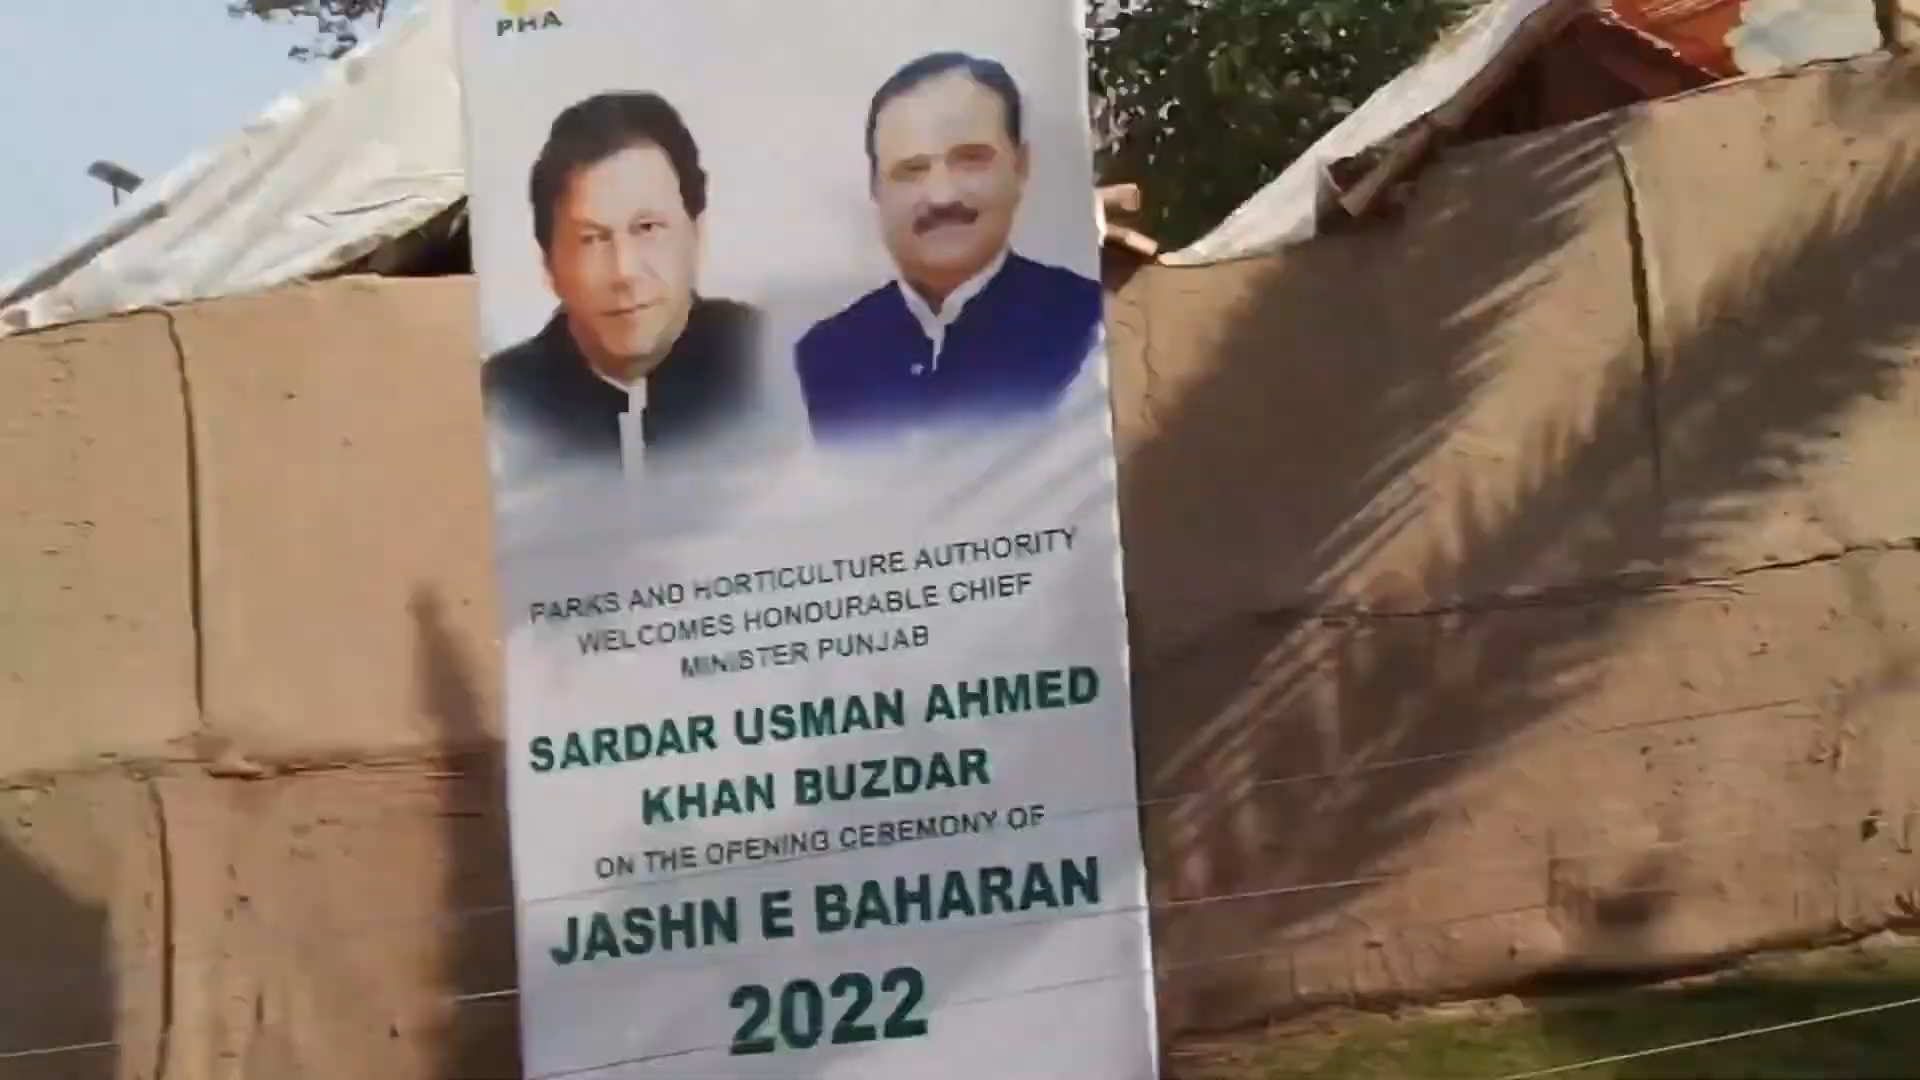 PHA
PARKS AND HORTICULTURE AUTHORITY
WELCOMES HONOURABLE CHIEF
MINISTER PUNJAB
SARDAR USMAN AHMED
KHAN BUZDAR
ON THE OPENING CEREMONY OF
JASHN E BAHARAN
2022